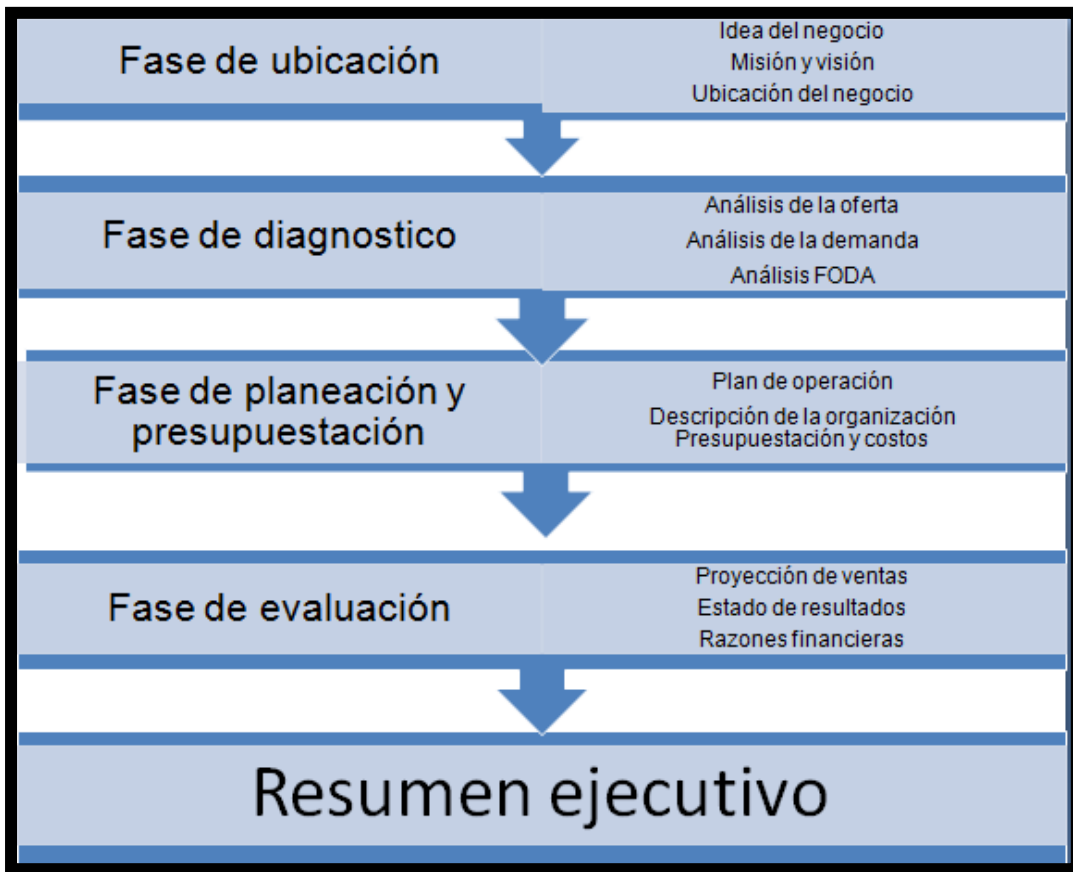 Fase de ubicación
Idea del negocio
Misión y visión
Ubicación del negocio
Fase de diagnostico
Análisis de la oferta
Análisis de la demanda
Análisis FODA
Fase de planeación y
presupuestación
Plan de operación
Descripción de la organización
Presupuestación y costos
Fase de evaluación
Proyección de ventas
Estado de resultados
Razones financieras
Resumen ejecutivo